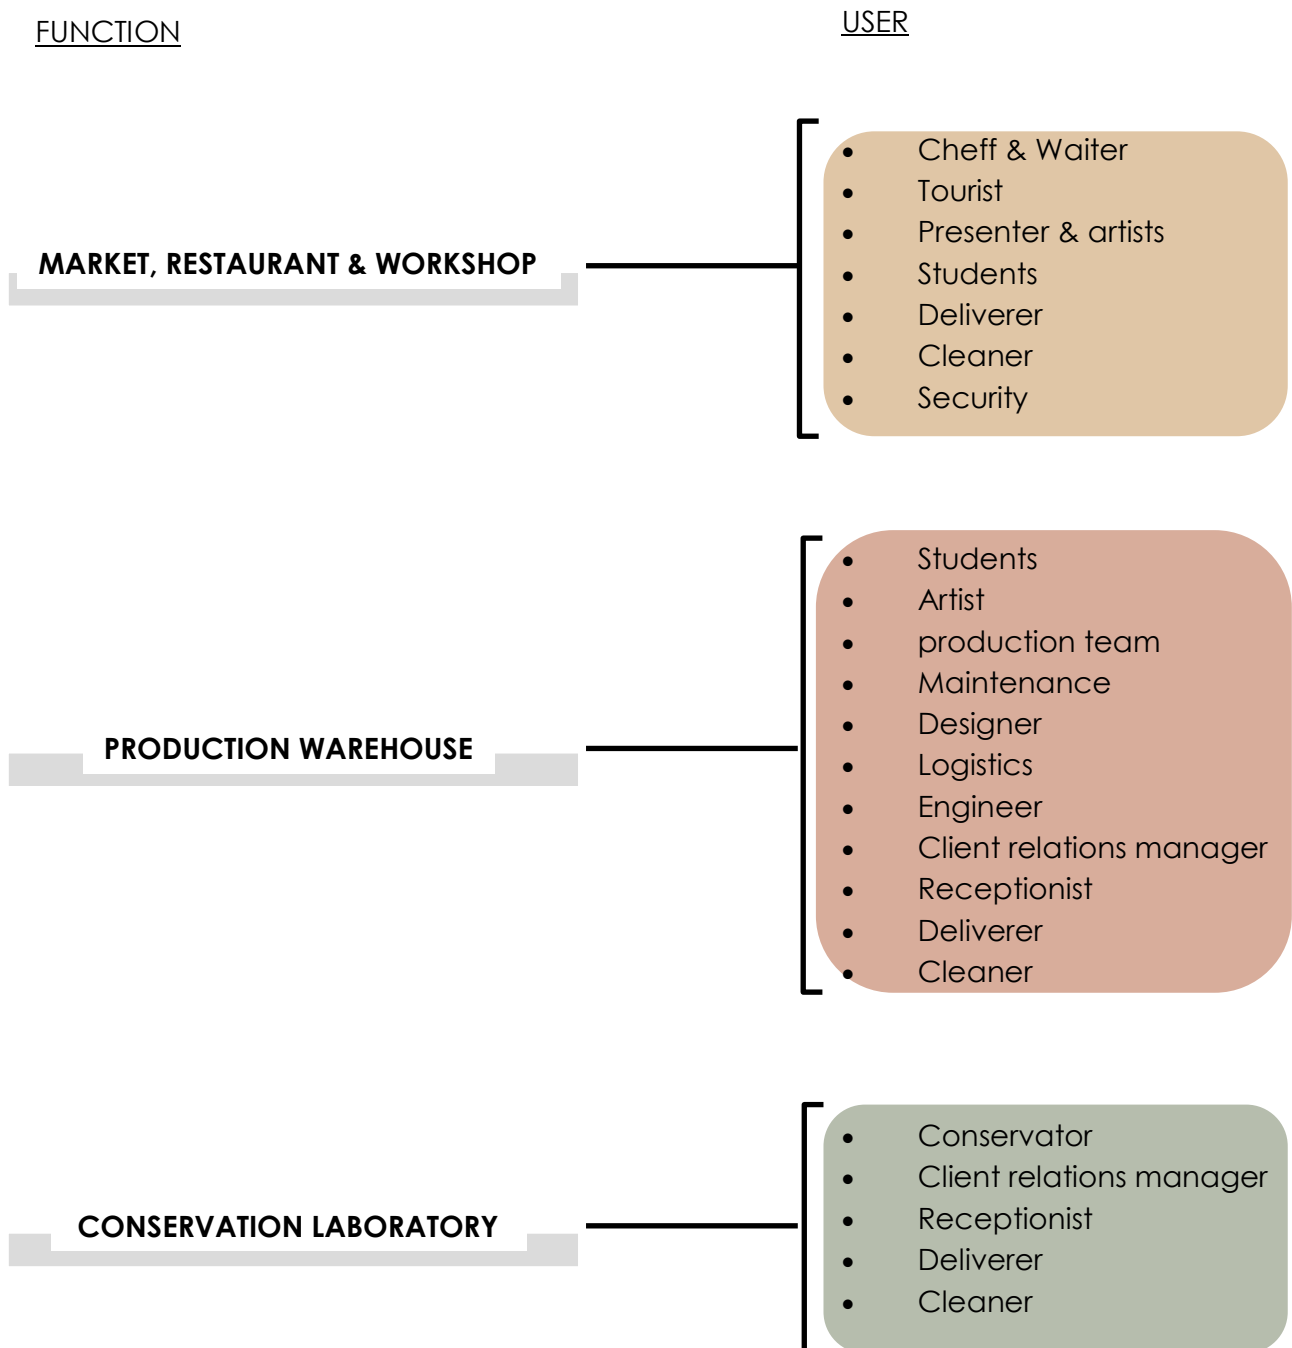 FUNCTION
USER
MARKET, RESTAURANT & WORKSHOP
• Cheff & Waiter
• Tourist
• Presenter & artists
• Students
• Deliverer
• Cleaner
• Security
PRODUCTION WAREHOUSE
• Students
• Artist
• production team
• Maintenance
• Designer
• Logistics
• Engineer
• Client relations manager
• Receptionist
• Deliverer
• Cleaner
CONSERVATION LABORATORY
• Conservator
• Client relations manager
• Receptionist
• Deliverer
• Cleaner